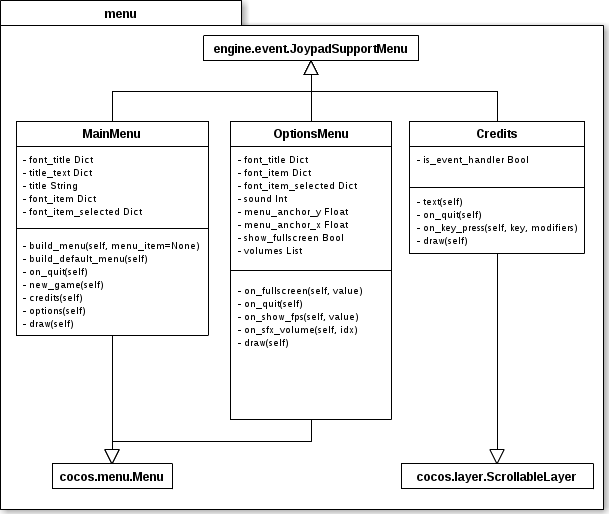 menu
engine.event.JoypadSupportMenu
MainMenu
- font_title Dict
- title_text Dict
- title String
- font_item Dict
- font_item_selected Dict
- build_menu(self, menu_item=None)
- build_default_menu(self)
- on_quit(self)
- new_game(self)
- credits(self)
- options(self)
- draw(self)
OptionsMenu
- font_title Dict
- font_item Dict
- font_item_selected Dict
- sound Int
- menu_anchor_y Float
- menu_anchor_x Float
- show_fullscreen Bool
- volumes List
- on_fullscreen(self, value)
- on_quit(self)
- on_show_fps(self, value)
- on_sfx_volume(self, idx)
- draw(self)
Credits
- is_event_handler Bool
- text(self)
- on_quit(self)
- on_key_press(self, key, modifiers)
- draw(self)
cocos.menu.Menu
cocos.layer.ScrollableLayer